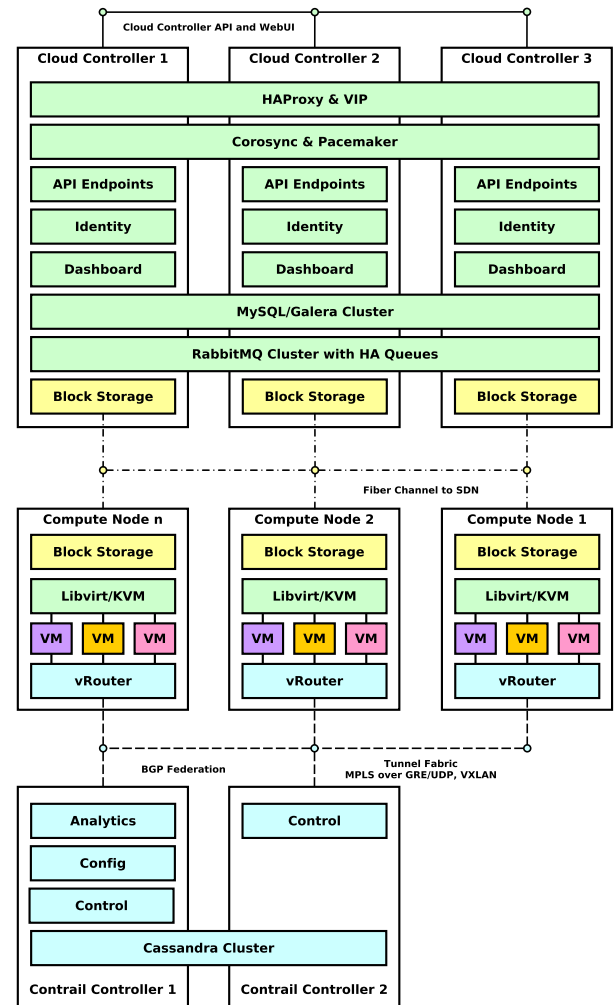 Cloud Controller API and WebUI
Cloud Controller 1
Cloud Controller 2
Cloud Controller 3
HAProxy & VIP
Corosync & Pacemaker
API Endpoints
API Endpoints
API Endpoints
Identity
Identity
Identity
Dashboard
Dashboard
Dashboard
MySQL/Galera Cluster
RabbitMQ Cluster with HA Queues
Block Storage
Block Storage
Block Storage
Fiber Channel to SDN
Compute Node n
Compute Node 2
Compute Node 1
Block Storage
Block Storage
Block Storage
Libvirt/KVM
Libvirt/KVM
Libvirt/KVM
VM
VM
VM
VM
VM
VM
VM
VM
VM
vRouter
vRouter
vRouter
BGP Federation
Tunnel Fabric
MPLS over GRE/UDP, VXLAN
Analytics
Control
Config
Control
Cassandra Cluster
Contrail Controller 1
Contrail Controller 2